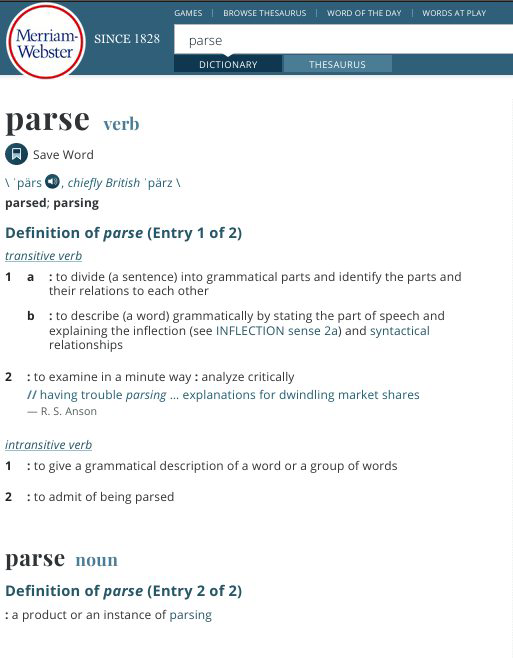 GAMES | BROWSE THESAURUS | WORD OF THE DAY | WORDS AT PLAY
Merriam-
Webster
SINCE 1828
parse
DICTIONARY
THESAURUS
parse verb
Save Word
\ ˈpärs , chiefly British ˈpärz \
parsed; parsing
Definition of parse (Entry 1 of 2)
transitive verb
1 a : to divide (a sentence) into grammatical parts and identify the parts and
their relations to each other
b : to describe (a word) grammatically by stating the part of speech and
explaining the inflection (see INFLECTION sense 2a) and syntactical
relationships
2 : to examine in a minute way : analyze critically
// having trouble parsing … explanations for dwindling market shares
— R. S. Anson
intransitive verb
1 : to give a grammatical description of a word or a group of words
2 : to admit of being parsed
parse noun
Definition of parse (Entry 2 of 2)
: a product or an instance of parsing